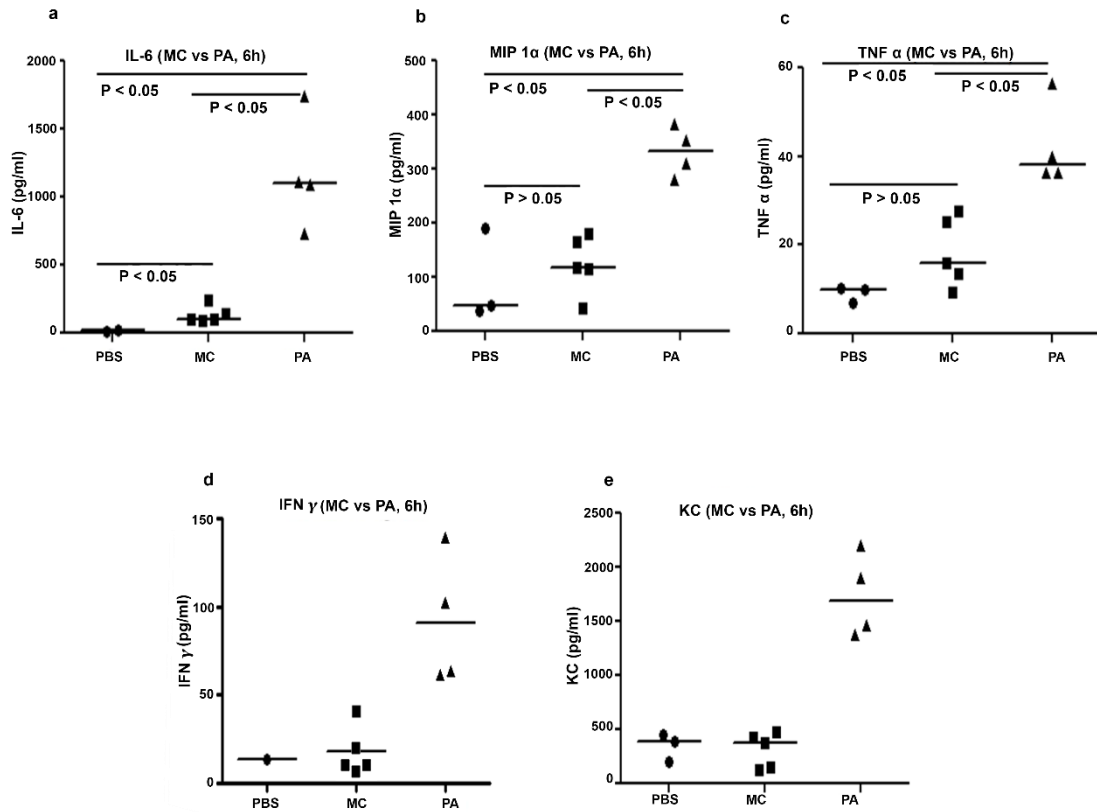 a
IL-6 (MC vs PA, 6h)
2000
1500
1000
500
0
IL-6 (pg/ml)
P < 0.05
P < 0.05
P < 0.05
PBS MC PA
b
MIP 1α (MC vs PA, 6h)
500
400
300
200
100
0
MIP 1α (pg/ml)
P < 0.05
P < 0.05
P > 0.05
PBS MC PA
c
TNF α (MC vs PA, 6h)
60
40
20
0
TNF α (pg/ml)
P < 0.05
P < 0.05
P > 0.05
PBS MC PA
d
IFN γ (MC vs PA, 6h)
150
100
50
0
IFN γ (pg/ml)
PBS MC PA
e
KC (MC vs PA, 6h)
2500
2000
1500
1000
500
0
KC (pg/ml)
PBS MC PA